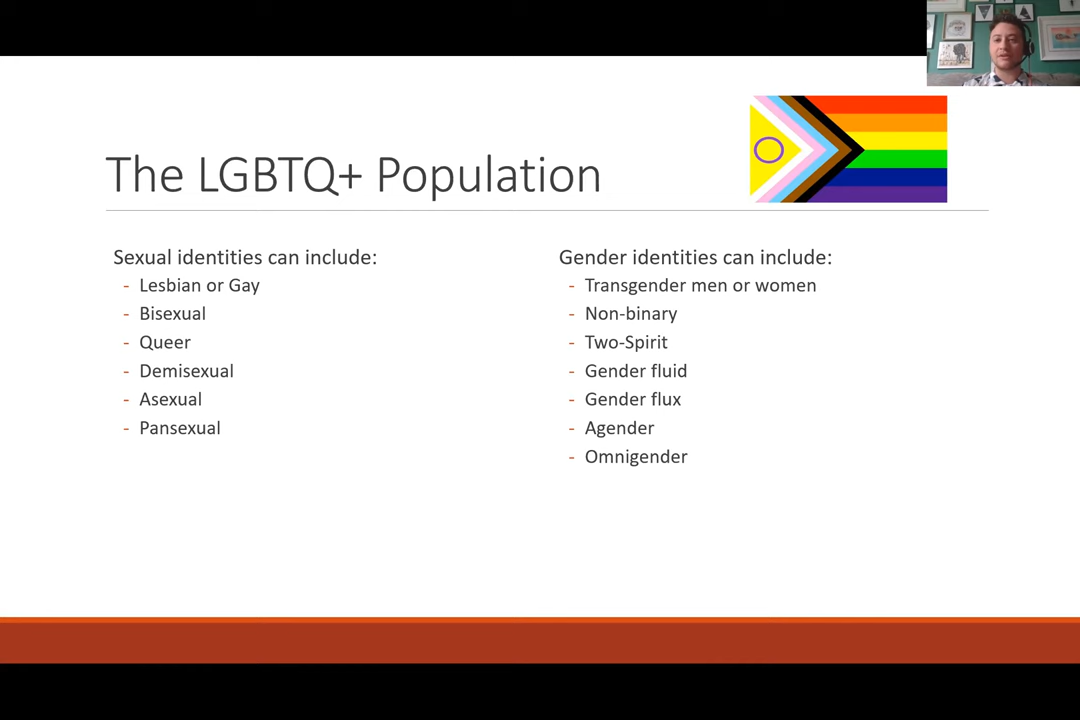 The LGBTQ+ Population
Sexual identities can include:
- Lesbian or Gay
- Bisexual
- Queer
- Demisexual
- Asexual
- Pansexual
Gender identities can include:
- Transgender men or women
- Non-binary
- Two-Spirit
- Gender fluid
- Gender flux
- Agender
- Omnigender